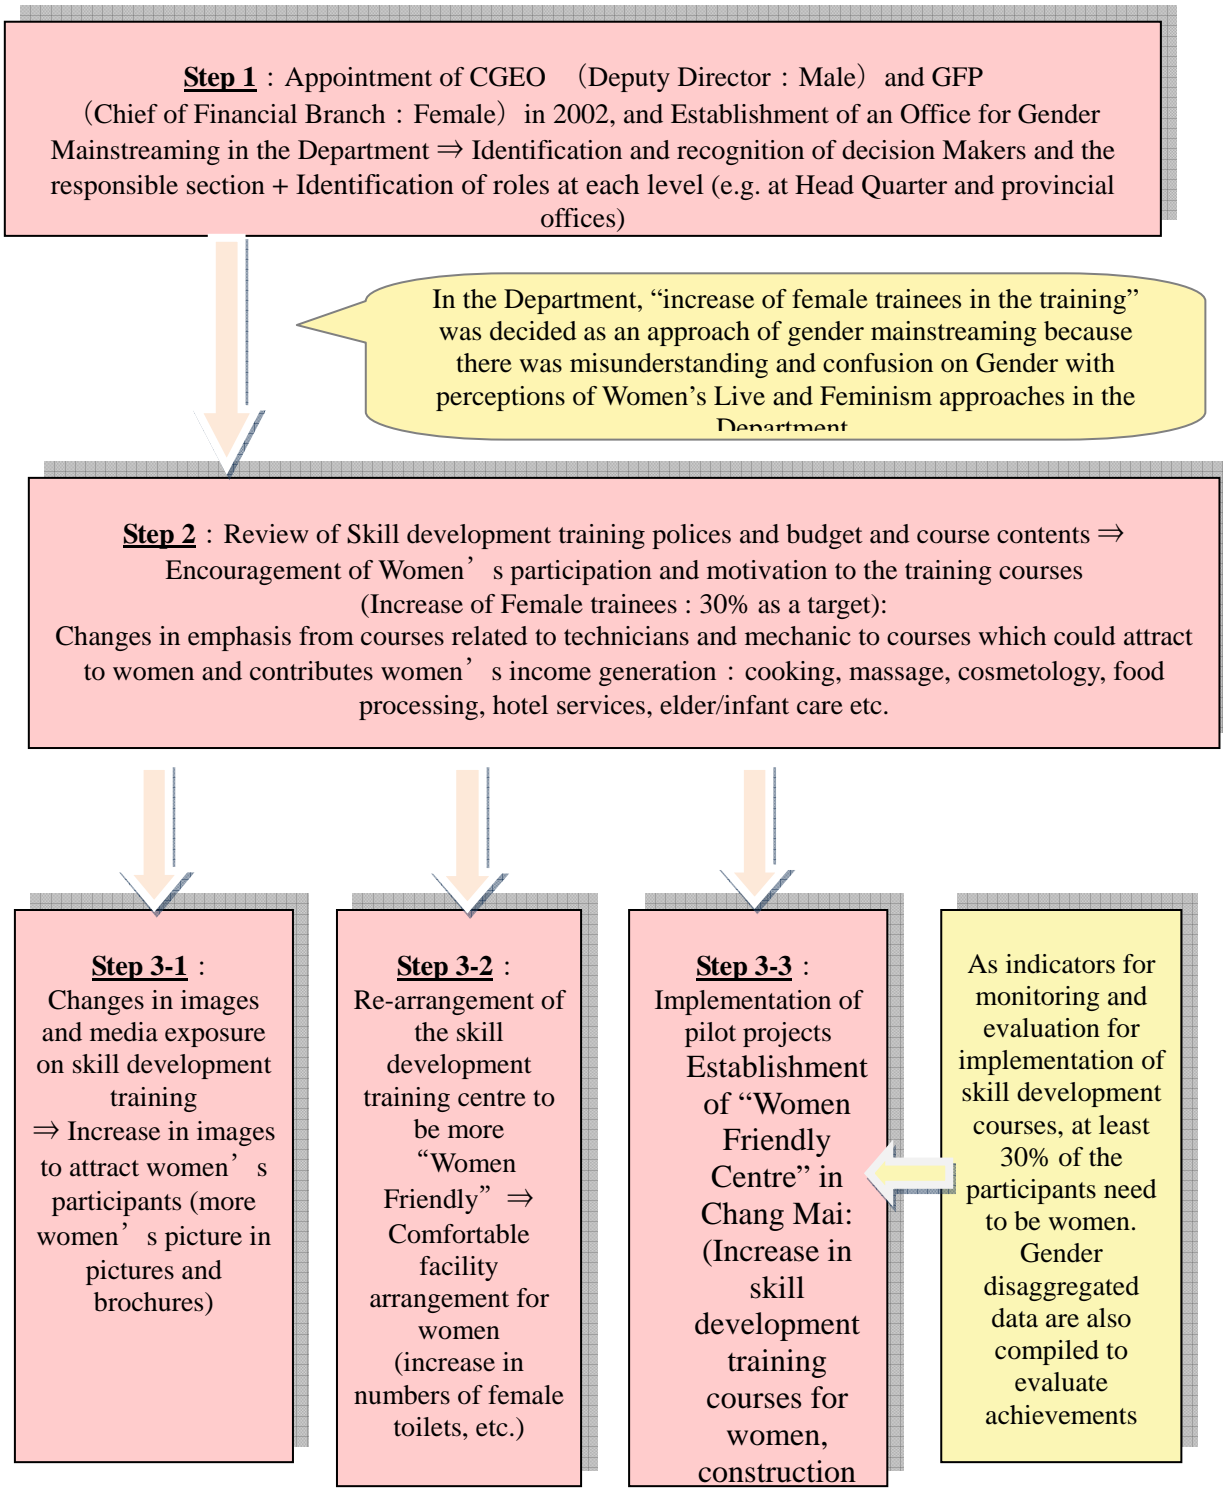 Step 1：Appointment of CGEO （Deputy Director：Male）and GFP
（Chief of Financial Branch：Female）in 2002, and Establishment of an Office for Gender
Mainstreaming in the Department ⇒ Identification and recognition of decision Makers and the
responsible section + Identification of roles at each level (e.g. at Head Quarter and provincial
offices)
In the Department, “increase of female trainees in the training”
was decided as an approach of gender mainstreaming because
there was misunderstanding and confusion on Gender with
perceptions of Women’s Live and Feminism approaches in the
Department
Step 2：Review of Skill development training polices and budget and course contents ⇒
Encouragement of Women’s participation and motivation to the training courses
(Increase of Female trainees : 30% as a target):
Changes in emphasis from courses related to technicians and mechanic to courses which could attract
to women and contributes women’s income generation：cooking, massage, cosmetology, food
processing, hotel services, elder/infant care etc.
Step 3-1：
Changes in images
and media exposure
on skill development
training
⇒ Increase in images
to attract women’s
participants (more
women’s picture in
pictures and
brochures)
Step 3-2：
Re-arrangement of
the skill
development
training centre to
be more
“Women
Friendly” ⇒
Comfortable
facility
arrangement for
women
(increase in
numbers of female
toilets, etc.)
Step 3-3：
Implementation of
pilot projects
Establishment
of “Women
Friendly
Centre” in
Chang Mai:
(Increase in
skill
development
training
courses for
women,
construction
As indicators for
monitoring and
evaluation for
implementation of
skill development
courses, at least
30% of the
participants need
to be women.
Gender
disaggregated
data are also
compiled to
evaluate
achievements